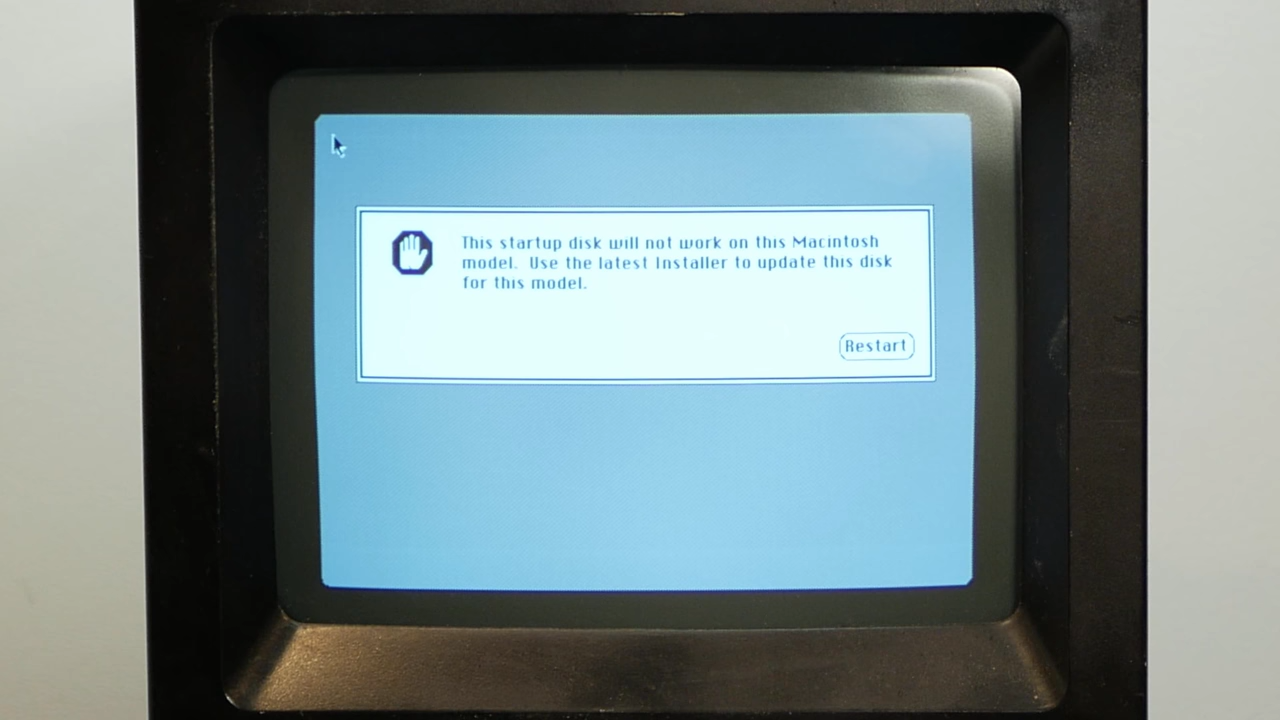 This startup disk will not work on this Macintosh
model.  Use the latest Installer to update this disk
for this model.
Restart